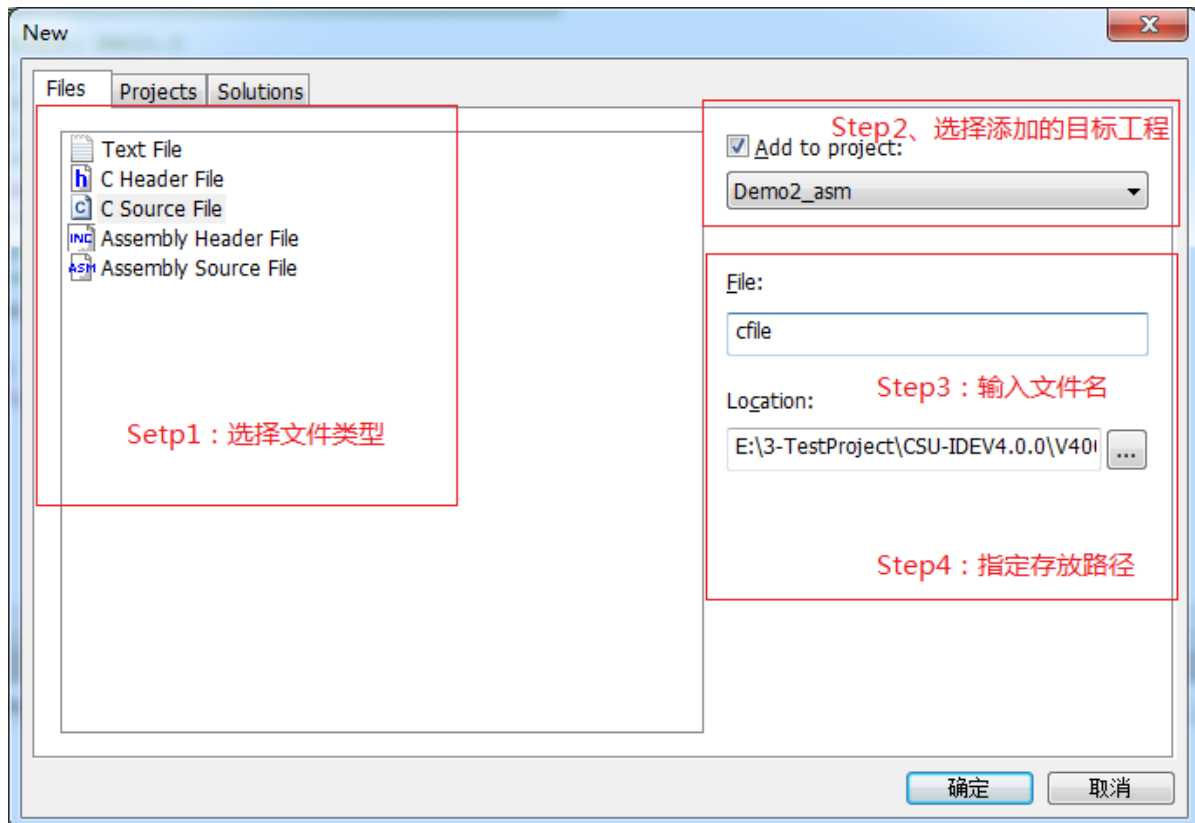 New
Files
Projects
Solutions
Text File
C Header File
C Source File
Assembly Header File
Assembly Source File
Setp1：选择文件类型
Step2、选择添加的目标工程
Add to project:
Demo2_asm
File:
cfile
Step3：输入文件名
Location:
E:\3-TestProject\CSU-IDEV4.0.0\V40
...
Step4：指定存放路径
确定
取消